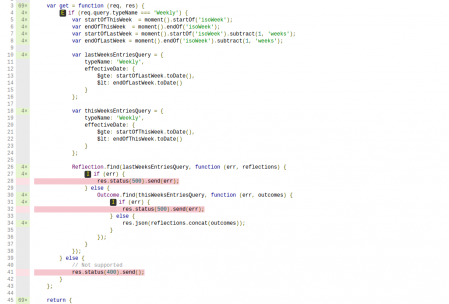 3 69× var get = function (req, res) {
4 4× E if (req.query.typeName === 'Weekly') {
5 4× var startOfThisWeek = moment().startOf('isoWeek');
6 4× var endOfThisWeek = moment().endOf('isoWeek');
7 4× var startOfLastWeek = moment().startOf('isoWeek').subtract(1, 'weeks');
8 4× var endOfLastWeek = moment().endOf('isoWeek').subtract(1, 'weeks');
9
10 4× var lastWeeksEntriesQuery = {
11 typeName: 'Weekly',
12 effectiveDate: {
13 $gte: startOfLastWeek.toDate(),
14 $lt: endOfLastWeek.toDate()
15 }
16 };
17
18 4× var thisWeeksEntriesQuery = {
19 typeName: 'Weekly',
20 effectiveDate: {
21 $gte: startOfThisWeek.toDate(),
22 $lt: endOfThisWeek.toDate()
23 }
24 };
25
26 4× Reflection.find(lastWeeksEntriesQuery, function (err, reflections) {
27 4× I if (err) {
28 res.status(500).send(err);
29 } else {
30 4× Outcome.find(thisWeeksEntriesQuery, function (err, outcomes) {
31 4× I if (err) {
32 res.status(500).send(err);
33 } else {
34 4× res.json(reflections.concat(outcomes));
35 }
36 });
37 }
38 });
39 } else {
40 // Not supported
41 res.status(400).send();
42 }
43 };
44
45 69× return {